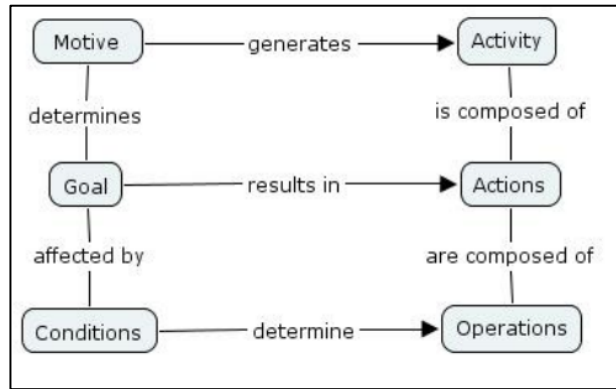 Motive generates Activity
determines is composed of
Goal results in Actions
affected by are composed of
Conditions determine Operations